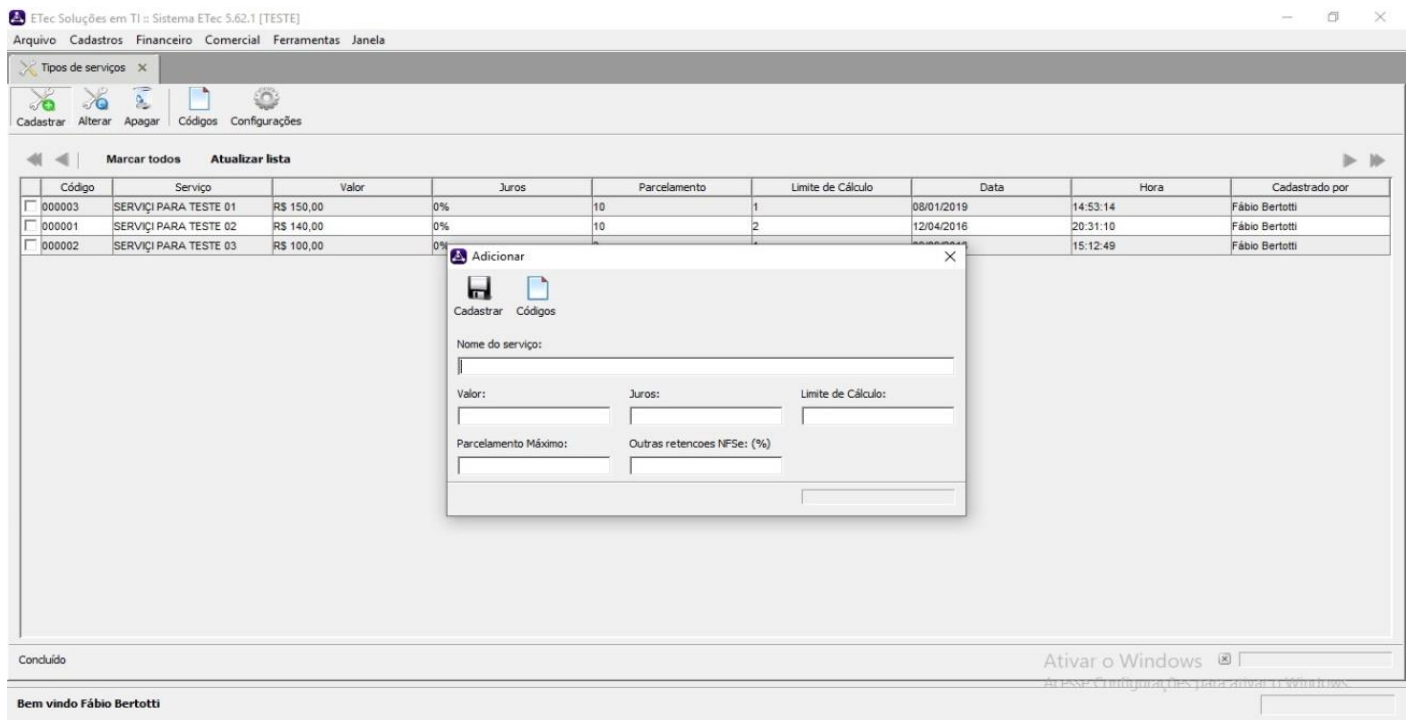 ETec Soluções em TI :: Sistema ETec 5.62.1 [TESTE]
Arquivo Cadastros Financeiro Comercial Ferramentas Janela
Tipos de serviços
Cadastrar Alterar Apagar Códigos Configurações
Marcar todos Atualizar lista
Código Serviço Valor Juros Parcelamento Limite de Cálculo Data Hora Cadastrado por
000003 SERVIÇI PARA TESTE 01 R$ 150,00 0% 10 1 08/01/2019 14:53:14 Fábio Bertotti
000001 SERVIÇI PARA TESTE 02 R$ 140,00 0% 10 2 12/04/2016 20:31:10 Fábio Bertotti
000002 SERVIÇI PARA TESTE 03 R$ 100,00 0% 15:12:49 Fábio Bertotti
Adicionar
Cadastrar Códigos
Nome do serviço:
Valor: Juros: Limite de Cálculo:
Parcelamento Máximo: Outras retencoes NFSe: (%)
Concluído
Ativar o Windows
Acesse Configurações para ativar o Windows.
Bem vindo Fábio Bertotti